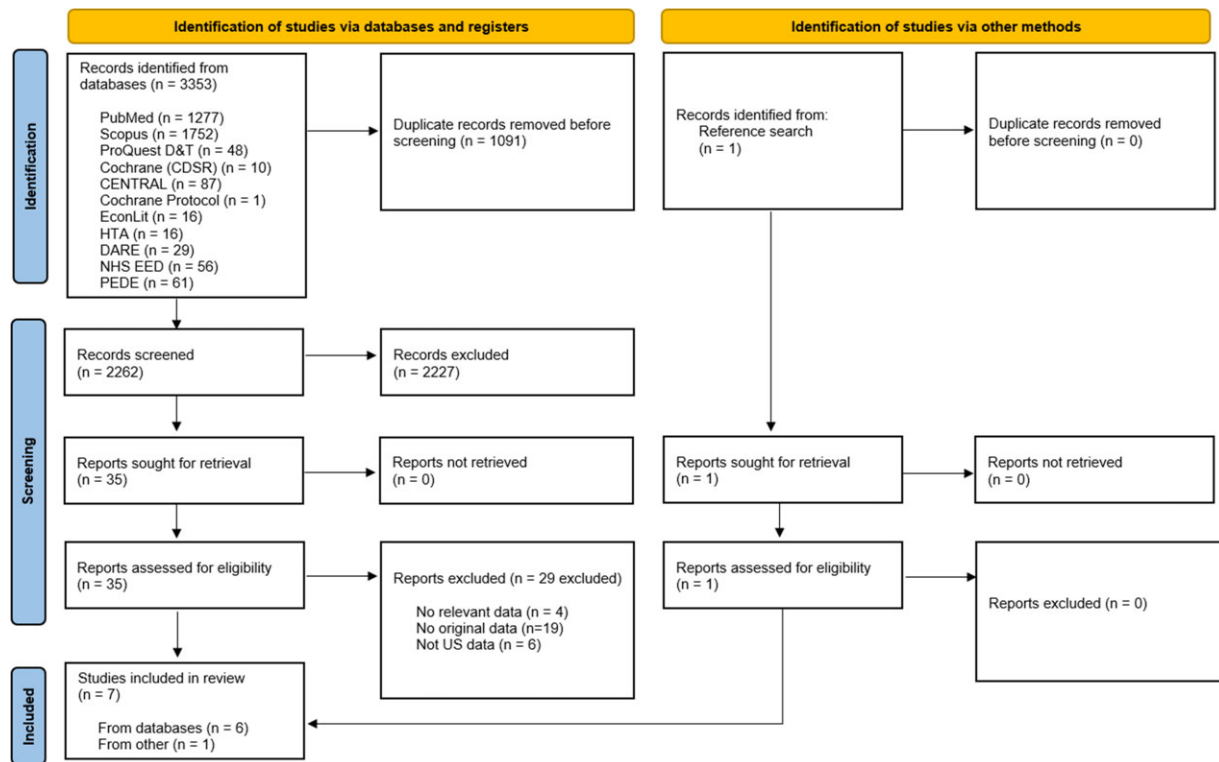 Identification of studies via databases and registers
Identification of studies via other methods
Identification
Records identified from
databases (n = 3353)
PubMed (n = 1277)
Scopus (n = 1752)
ProQuest D&T (n = 48)
Cochrane (CDSR) (n = 10)
CENTRAL (n = 87)
Cochrane Protocol (n = 1)
EconLit (n = 16)
HTA (n = 16)
DARE (n = 29)
NHS EED (n = 56)
PEDE (n = 61)
Duplicate records removed before
screening (n = 1091)
Records identified from:
Reference search
(n = 1)
Duplicate records removed
before screening (n = 0)
Screening
Records screened
(n = 2262)
Records excluded
(n = 2227)
Reports sought for retrieval
(n = 35)
Reports not retrieved
(n = 0)
Reports sought for retrieval
(n = 1)
Reports not retrieved
(n = 0)
Reports assessed for eligibility
(n = 35)
Reports excluded (n = 29 excluded)
No relevant data (n = 4)
No original data (n=19)
Not US data (n = 6)
Reports assessed for eligibility
(n = 1)
Reports excluded (n = 0)
Included
Studies included in review
(n = 7)
From databases (n = 6)
From other (n = 1)